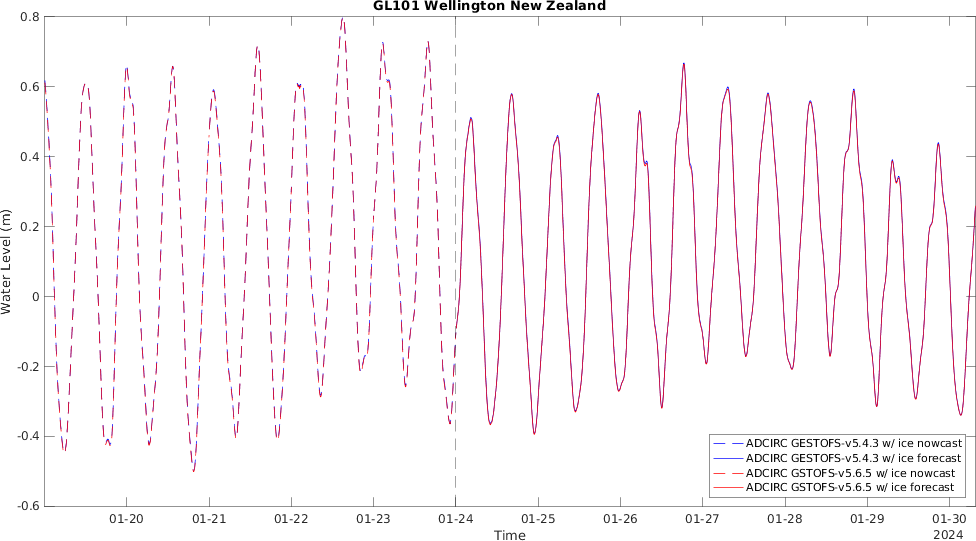 GL101 Wellington New Zealand
0.8
0.6
0.4
0.2
0
-0.2
-0.4
-0.6
Water Level (m)
ADCIRC GESTOFS-v5.4.3 w/ ice nowcast
ADCIRC GESTOFS-v5.4.3 w/ ice forecast
ADCIRC GSTOFS-v5.6.5 w/ ice nowcast
ADCIRC GSTOFS-v5.6.5 w/ ice forecast
01-20 01-21 01-22 01-23 01-24 01-25 01-26 01-27 01-28 01-29 01-30
Time
2024